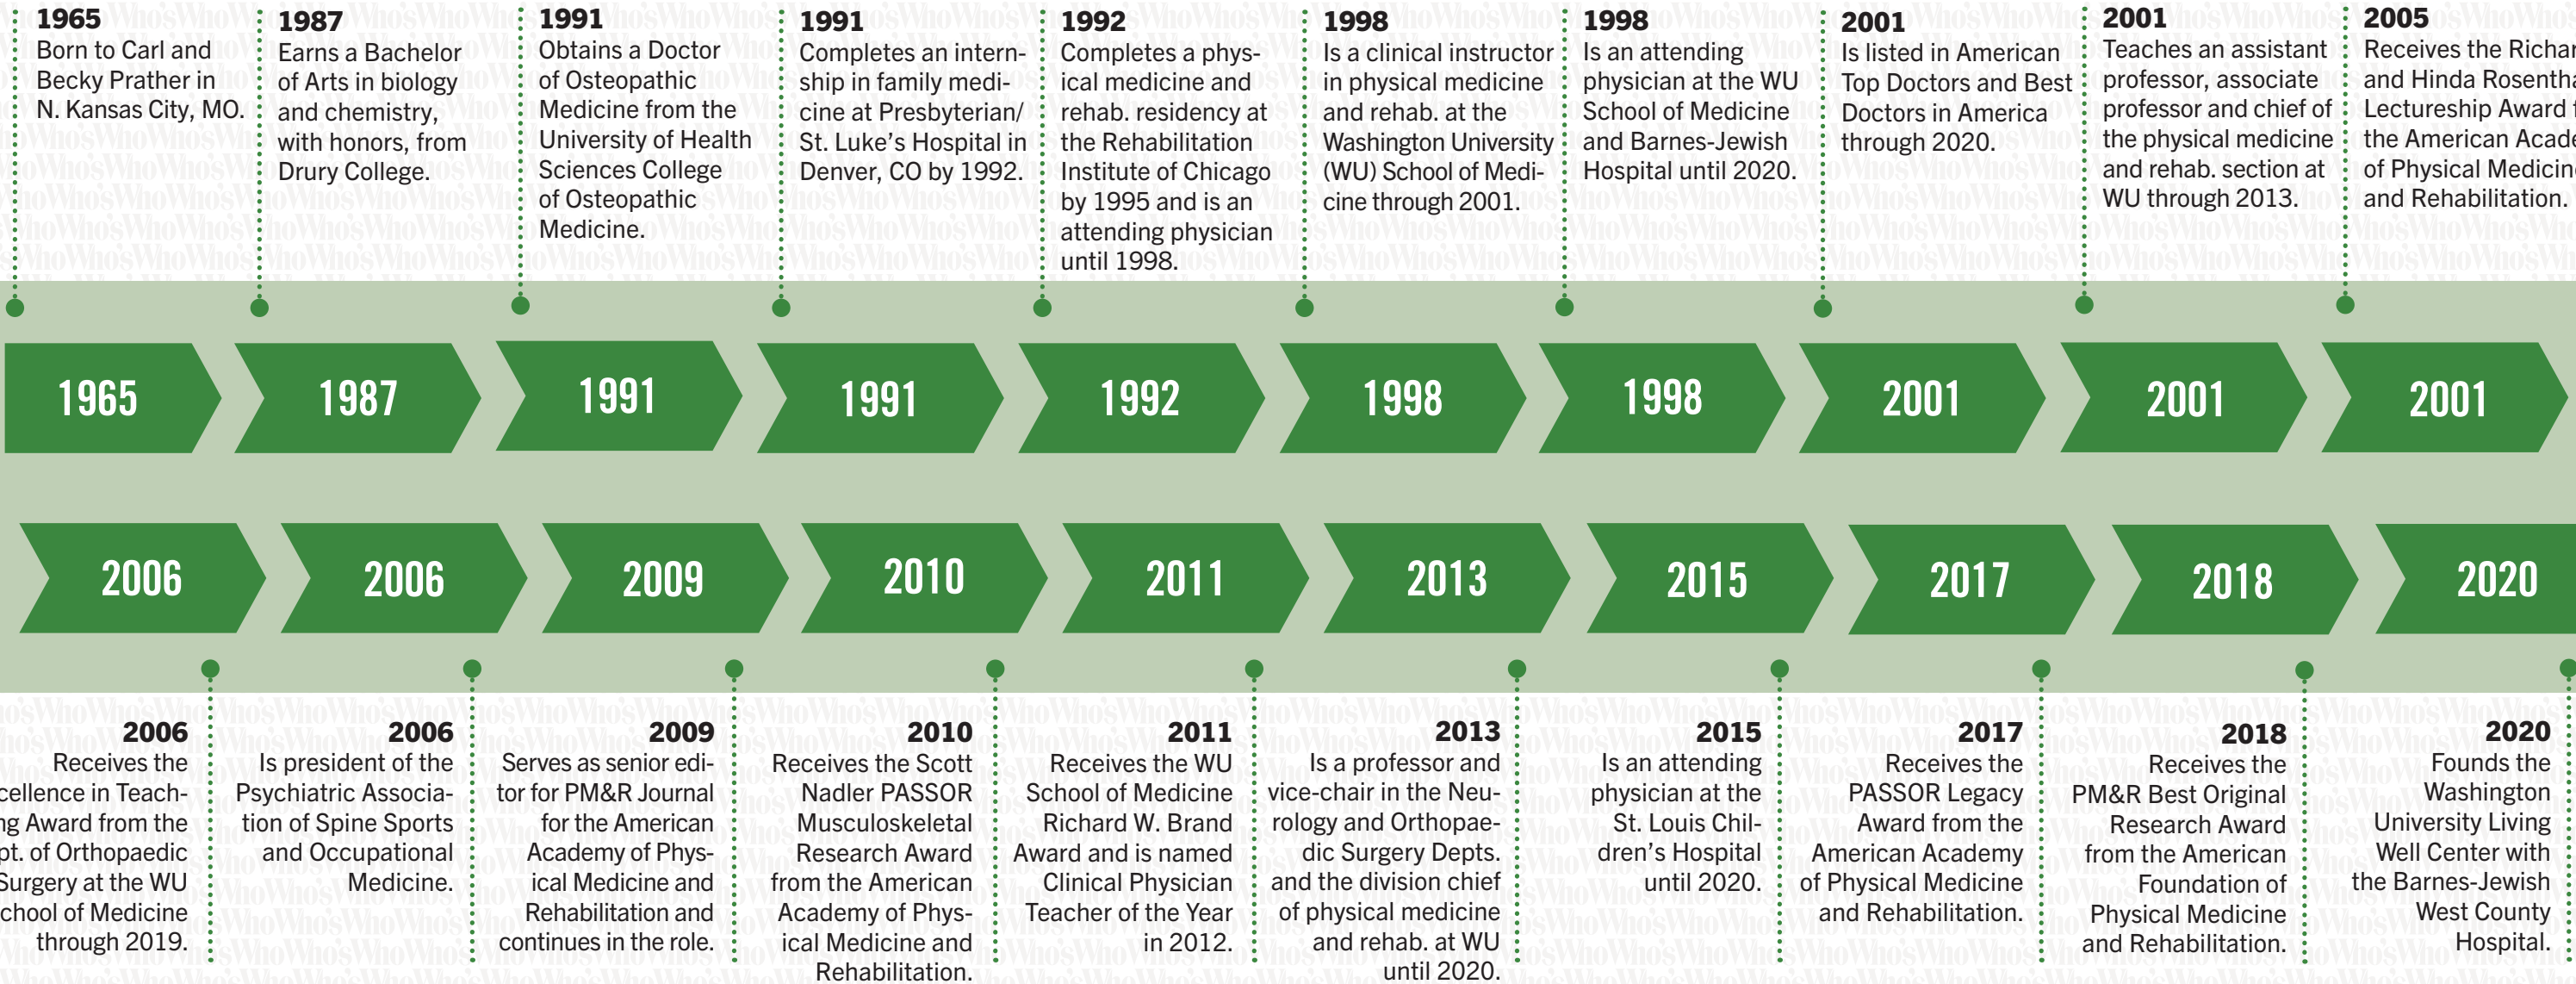 1965
Born to Carl and
Becky Prather in
N. Kansas City, MO.
1987
Earns a Bachelor
of Arts in biology
and chemistry,
with honors, from
Drury College.
1991
Obtains a Doctor
of Osteopathic
Medicine from the
University of Health
Sciences College
of Osteopathic
Medicine.
1991
Completes an intern-
ship in family medi-
cine at Presbyterian/
St. Luke's Hospital in
Denver, CO by 1992.
1992
Completes a phys-
ical medicine and
rehab. residency at
the Rehabilitation
Institute of Chicago
by 1995 and is an
attending physician
until 1998.
1998
Is a clinical instructor
in physical medicine
and rehab. at the
Washington University
(WU) School of Medi-
cine through 2001.
1998
Is an attending
physician at the WU
School of Medicine
and Barnes-Jewish
Hospital until 2020.
2001
Is listed in American
Top Doctors and Best
Doctors in America
through 2020.
2001
Teaches an assistant
professor, associate
professor and chief of
the physical medicine
and rehab. section at
WU through 2013.
2005
Receives the
and Hinda
Lectureship Award
the American
of Physical
and Rehabilitation.
1965
1987
1991
1991
1992
1998
1998
2001
2001
2001
2006
2006
2009
2010
2011
2013
2015
2017
2018
2020
2006
Receives the
in Teach-
Award from the
of Orthopaedic
Surgery at the WU
of Medicine
through 2019.
2006
Is president of the
Psychiatric Associa-
tion of Spine Sports
and Occupational
Medicine.
2009
Serves as senior edi-
tor for PM&R Journal
for the American
Academy of Phys-
ical Medicine and
Rehabilitation and
continues in the role.
2010
Receives the Scott
Nadler PASSOR
Musculoskeletal
Research Award
from the American
Academy of Phys-
ical Medicine and
Rehabilitation.
2011
Receives the WU
School of Medicine
Richard W. Brand
Award and is named
Clinical Physician
Teacher of the Year
in 2012.
2013
Is a professor and
vice-chair in the Neu-
rology and Orthopae-
dic Surgery Depts.
and the division chief
of physical medicine
and rehab. at WU
until 2020.
2015
Is an attending
physician at the
St. Louis Chil-
dren's Hospital
until 2020.
2017
Receives the
PASSOR Legacy
Award from the
American Academy
of Physical Medicine
and Rehabilitation.
2018
Receives the
PM&R Best Original
Research Award
from the American
Foundation of
Physical Medicine
and Rehabilitation.
2020
Founds the
Washington
University Living
Well Center with
the Barnes-Jewish
West County
Hospital.